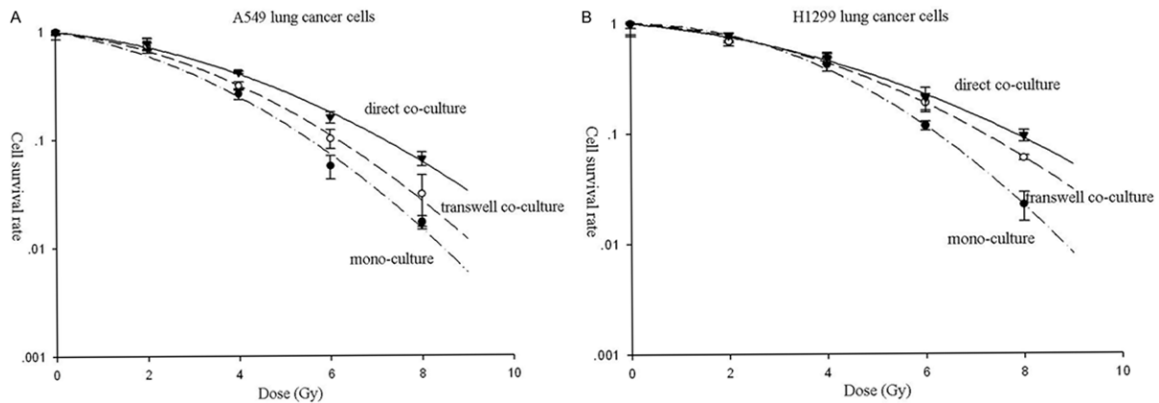 A
A549 lung cancer cells
1
.1
.01
.001
Cell survival rate
direct co-culture
transwell co-culture
mono-culture
0 2 4 6 8 10
Dose (Gy)
B
H1299 lung cancer cells
1
.1
.01
.001
Cell survival rate
direct co-culture
transwell co-culture
mono-culture
0 2 4 6 8 10
Dose (Gy)